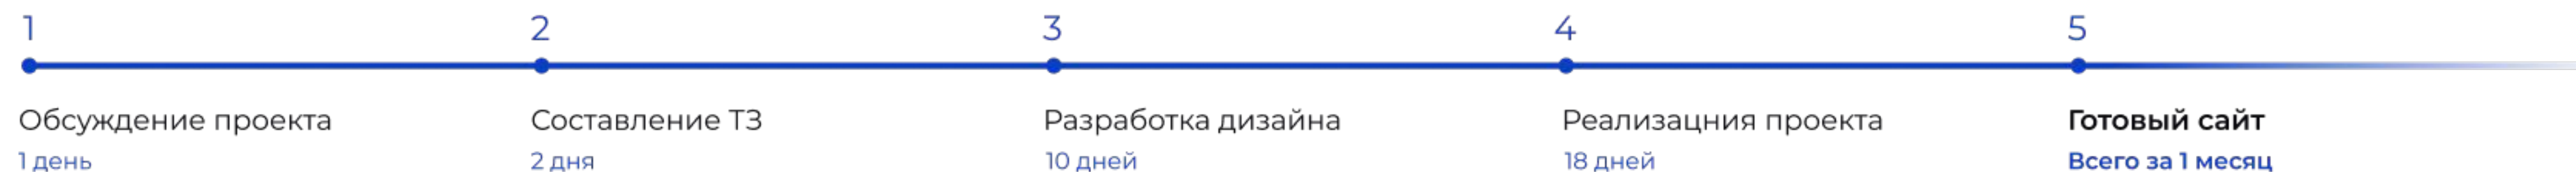 1
2
3
4
5
Обсуждение проекта
1 день
Составление ТЗ
2 дня
Разработка дизайна
10 дней
Реализацния проекта
18 дней
Готовый сайт
Всего за 1 месяц